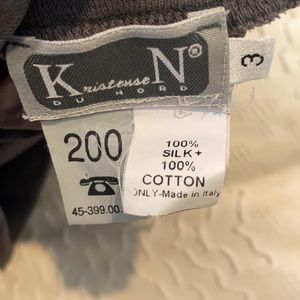 KristenseN®
DU NORD
3
200
45-399.00
100%
SILK+
100%
COTTON
ONLY-Made in Italy